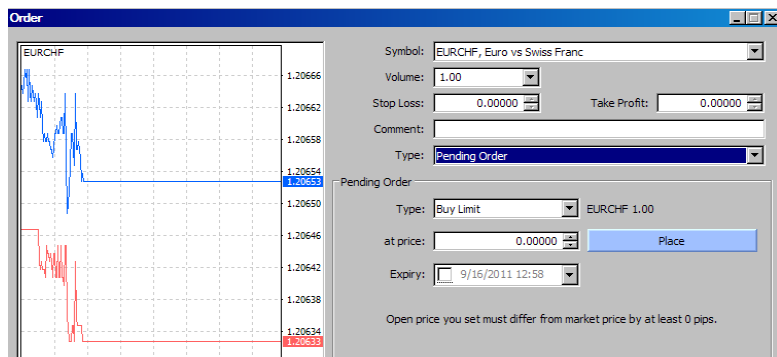 Order
EURCHF
1.20666
1.20662
1.20658
1.20654
1.20653
1.20650
1.20646
1.20642
1.20638
1.20634
1.20633
Symbol: EURCHF, Euro vs Swiss Franc
Volume: 1.00
Stop Loss: 0.00000 Take Profit: 0.00000
Comment:
Type: Pending Order
Pending Order
Type: Buy Limit EURCHF 1.00
at price: 0.00000 Place
Expiry: 9/16/2011 12:58
Open price you set must differ from market price by at least 0 pips.